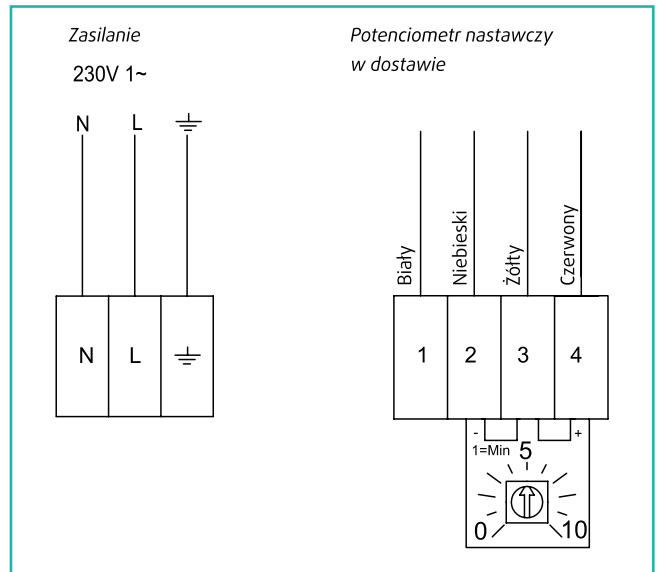 Zasilanie
230V 1~
N L
N L
Potenciometr nastawczy
w dostawie
Biały Niebieski Żółty Czerwony
1 2 3 4
- +
1=Min 5
0 10